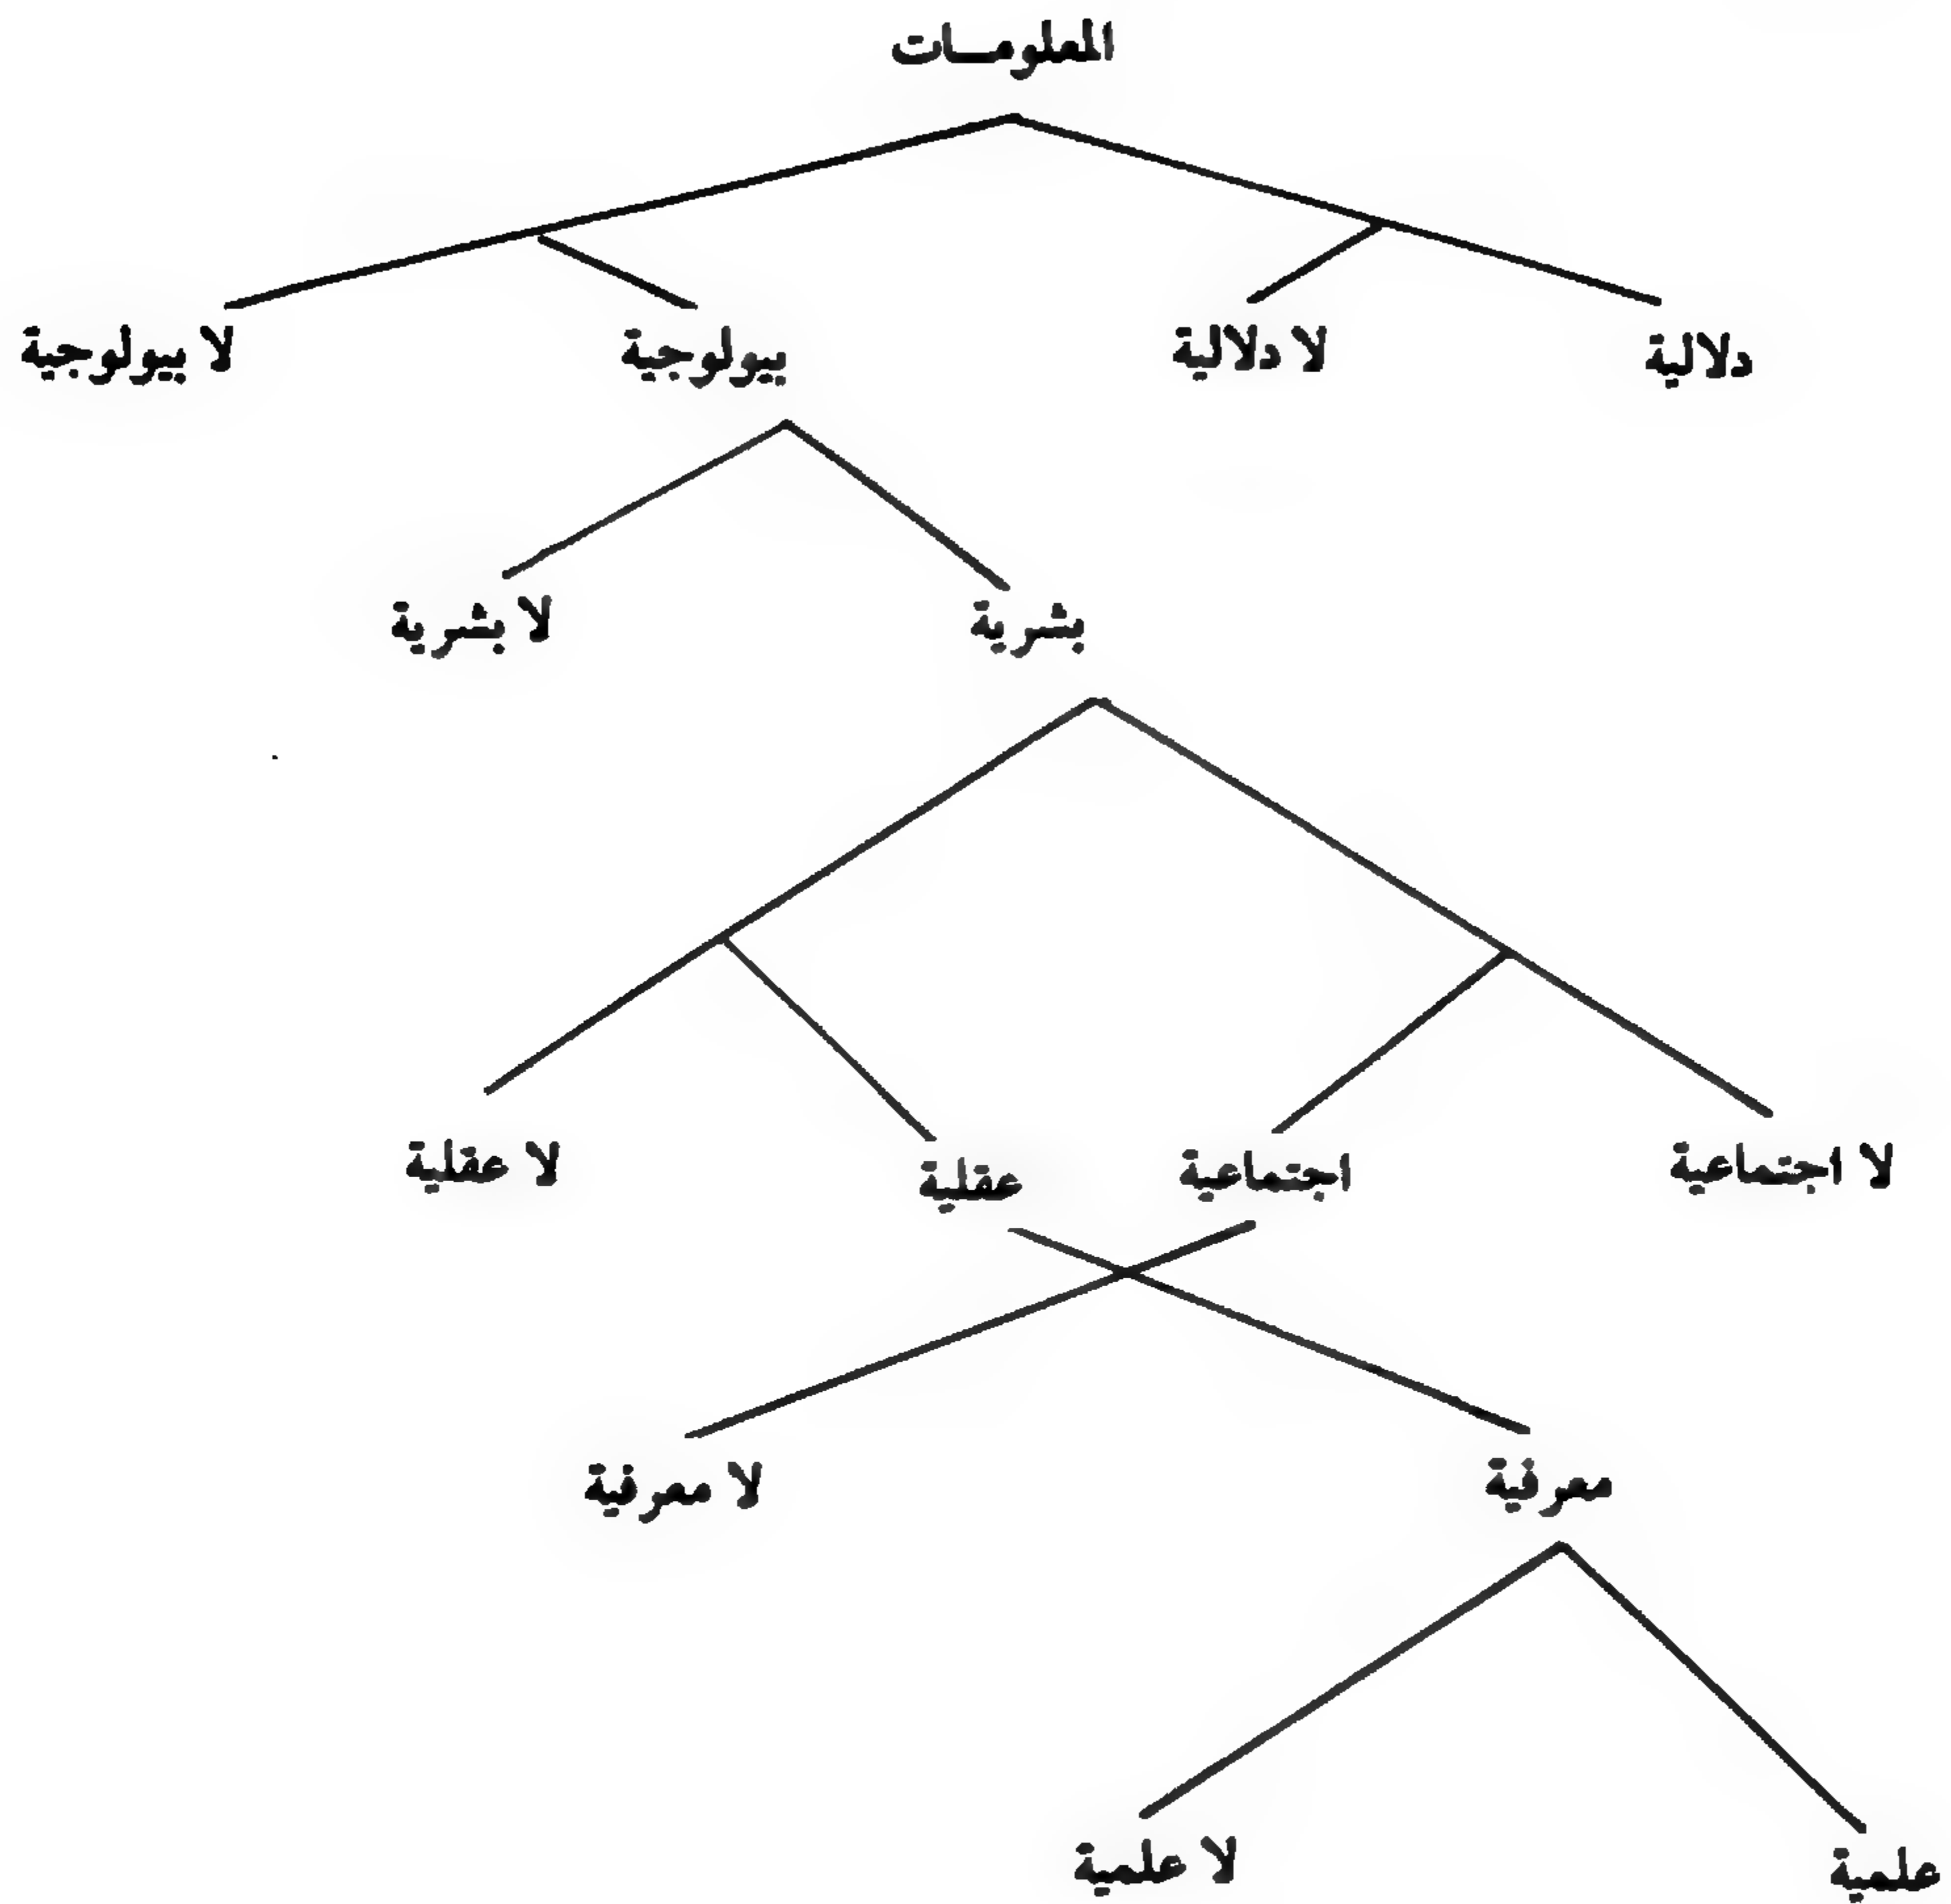 المعلومــات
دلالية
لا دلالية
بيولوجية
لا بيولوجية
بشرية
لا بشرية
لا اجتماعية
اجتماعية
عقلية
لا عقلية
معرفية
لا معرفية
علمية
لا علمية